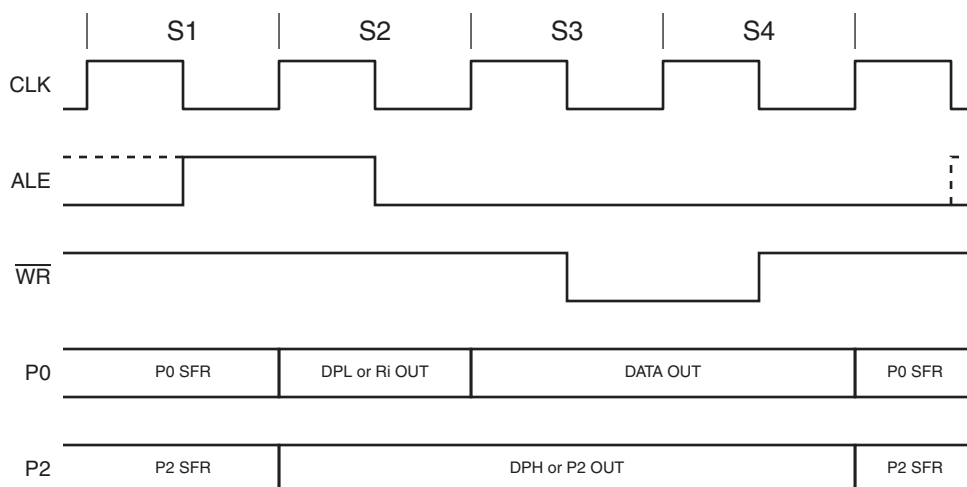 S1 S2 S3 S4
CLK
ALE
WR
P0 P0 SFR DPL or Ri OUT DATA OUT P0 SFR
P2 P2 SFR DPH or P2 OUT P2 SFR